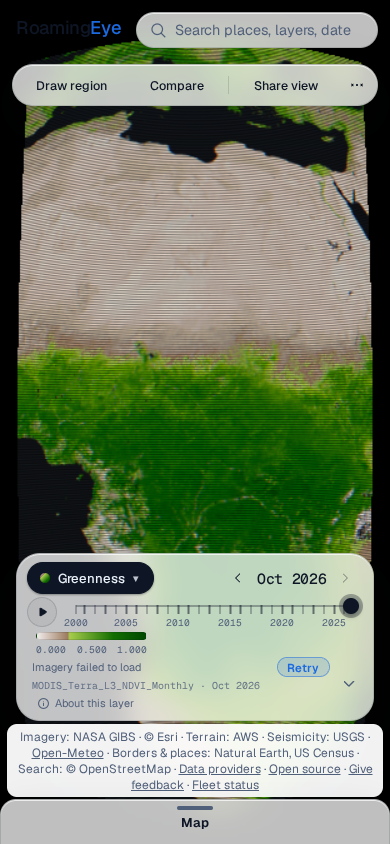 RoamingEye
Search places, layers, date
Draw region
Compare
Share view
...
Greenness ▾
Oct 2026
2000 2005 2010 2015 2020 2025
0.000 0.500 1.000
Imagery failed to load
Retry
MODIS_Terra_L3_NDVI_Monthly · Oct 2026
About this layer
Imagery: NASA GIBS · © Esri · Terrain: AWS · Seismicity: USGS ·
Open-Meteo · Borders & places: Natural Earth, US Census ·
Search: © OpenStreetMap · Data providers · Open source · Give
feedback · Fleet status
Map